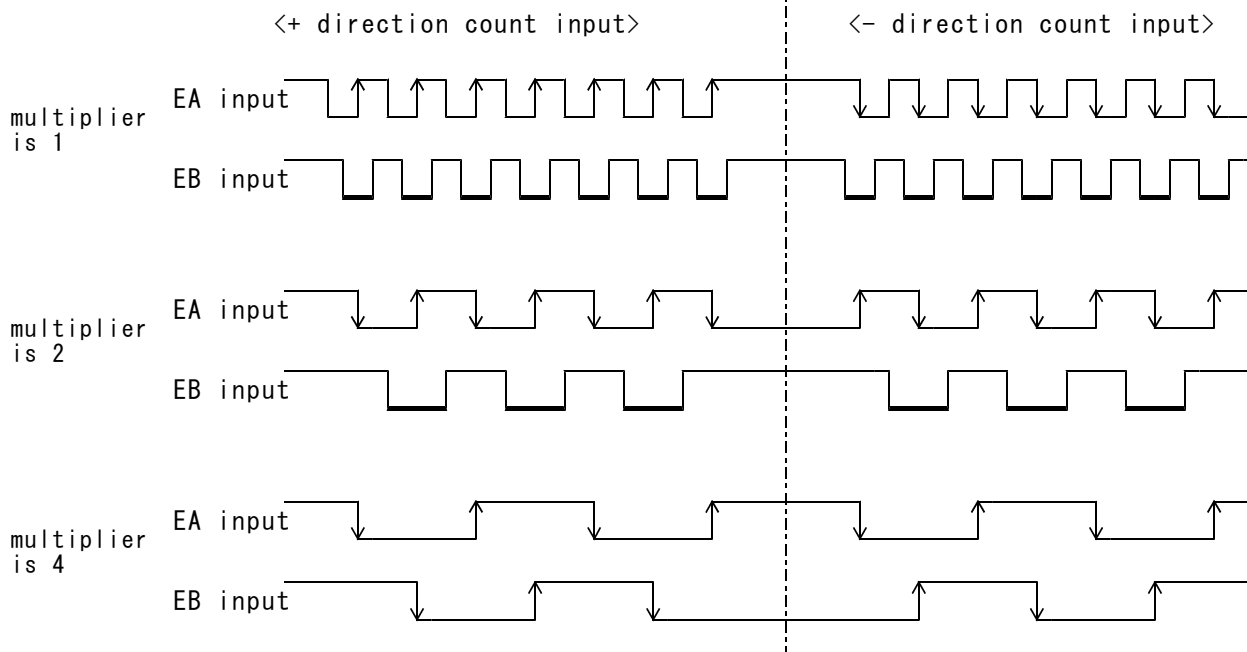 <+ direction count input>
<- direction count input>
multiplier
is 1
EA input
EB input
multiplier
is 2
EA input
EB input
multiplier
is 4
EA input
EB input